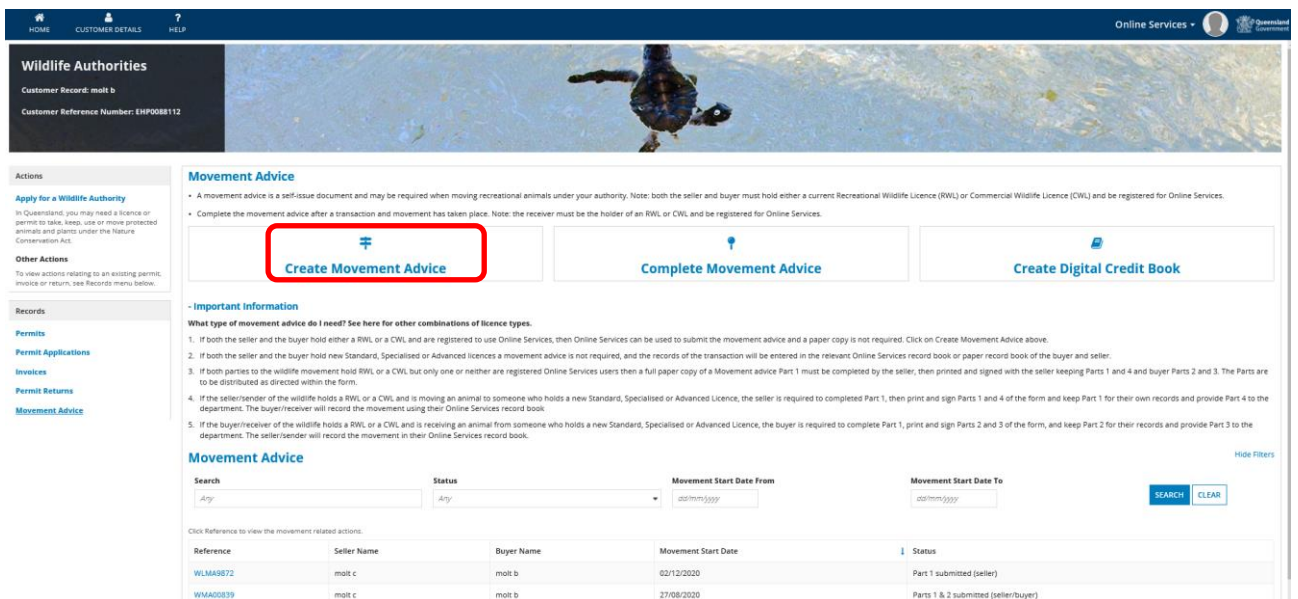 HOME
CUSTOMER DETAILS
?
HELP
Online Services
Queensland
Government
Wildlife Authorities
Customer Record: molt b
Customer Reference Number: EHP0088112
Actions
Apply for a Wildlife Authority
In Queensland, you may need a licence or
permit to take, keep, use or move protected
animals and plants under the Nature
Conservation Act.
Other Actions
To view actions relating to an existing permit,
invoice or return, see Records menu below.
Records
Permits
Permit Applications
Invoices
Permit Returns
Movement Advice
Movement Advice
• A movement advice is a self-issue document and may be required when moving recreational animals under your authority. Note: both the seller and buyer must hold either a current Recreational Wildlife Licence (RWL) or Commercial Wildlife Licence (CWL) and be registered for Online Services.
• Complete the movement advice after a transaction and movement has taken place. Note: the receiver must be the holder of an RWL or CWL and be registered for Online Services.
Create Movement Advice
Complete Movement Advice
Create Digital Credit Book
- Important Information
What type of movement advice do I need? See here for other combinations of licence types.
1. If both the seller and the buyer hold either a RWL or a CWL and are registered to use Online Services, then Online Services can be used to submit the movement advice and a paper copy is not required. Click on Create Movement Advice above.
2. If both the seller and the buyer hold new Standard, Specialised or Advanced licences a movement advice is not required, and the records of the transaction will be entered in the relevant Online Services record book or paper record book of the buyer and seller.
3. If both parties to the wildlife movement hold RWL or a CWL but only one or neither are registered Online Services users then a full paper copy of a Movement advice Part 1 must be completed by the seller, then printed and signed with the seller keeping Parts 1 and 4 and buyer Parts 2 and 3. The Parts are
to be distributed as directed within the form.
4. If the seller/sender of the wildlife holds a RWL or a CWL and is moving an animal to someone who holds a new Standard, Specialised or Advanced Licence, the seller is required to completed Part 1, then print and sign Parts 1 and 4 of the form and keep Part 1 for their own records and provide Part 4 to the
department. The buyer/receiver will record the movement using their Online Services record book
5. If the buyer/receiver of the wildlife holds a RWL or a CWL and is receiving an animal from someone who holds a new Standard, Specialised or Advanced Licence, the buyer is required to complete Part 1, print and sign Parts 2 and 3 of the form, and keep Part 2 for their records and provide Part 3 to the
department. The seller/sender will record the movement in their Online Services record book.
Movement Advice
Hide Filters
Search
Status
Movement Start Date From
Movement Start Date To
Any
Any
dd/mm/yyyy
dd/mm/yyyy
SEARCH
CLEAR
Click Reference to view the movement related actions.
Reference
Seller Name
Buyer Name
Movement Start Date
Status
WLMA9872
molt c
molt b
02/12/2020
Part 1 submitted (seller)
WMA00839
molt c
molt b
27/08/2020
Parts 1 & 2 submitted (seller/buyer)